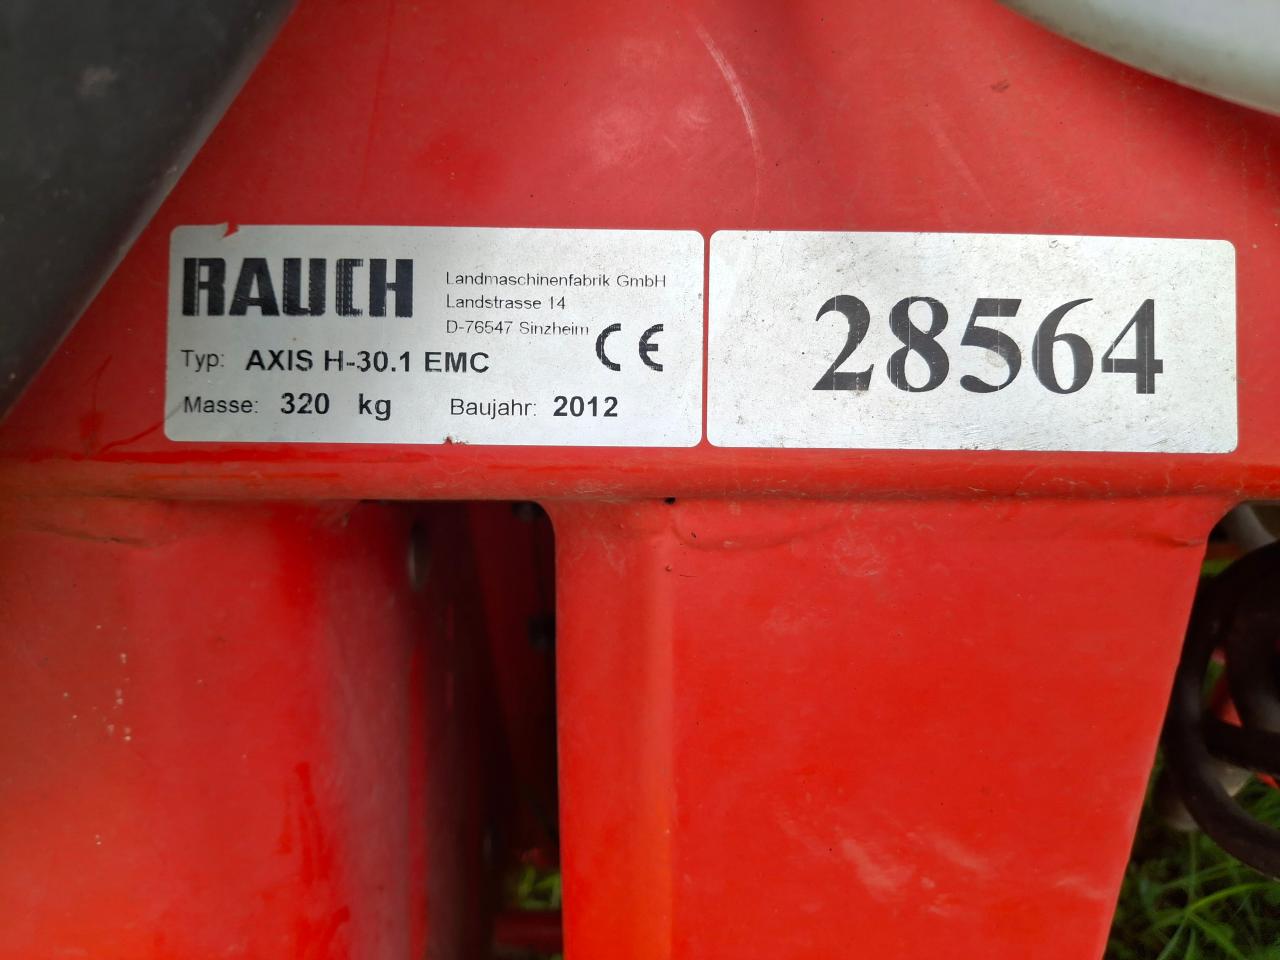 RAUCH
Landmaschinenfabrik GmbH
Landstrasse 14
D-76547 Sinzheim
CE
Typ: AXIS H-30.1 EMC
Masse: 320 kg Baujahr: 2012
28564